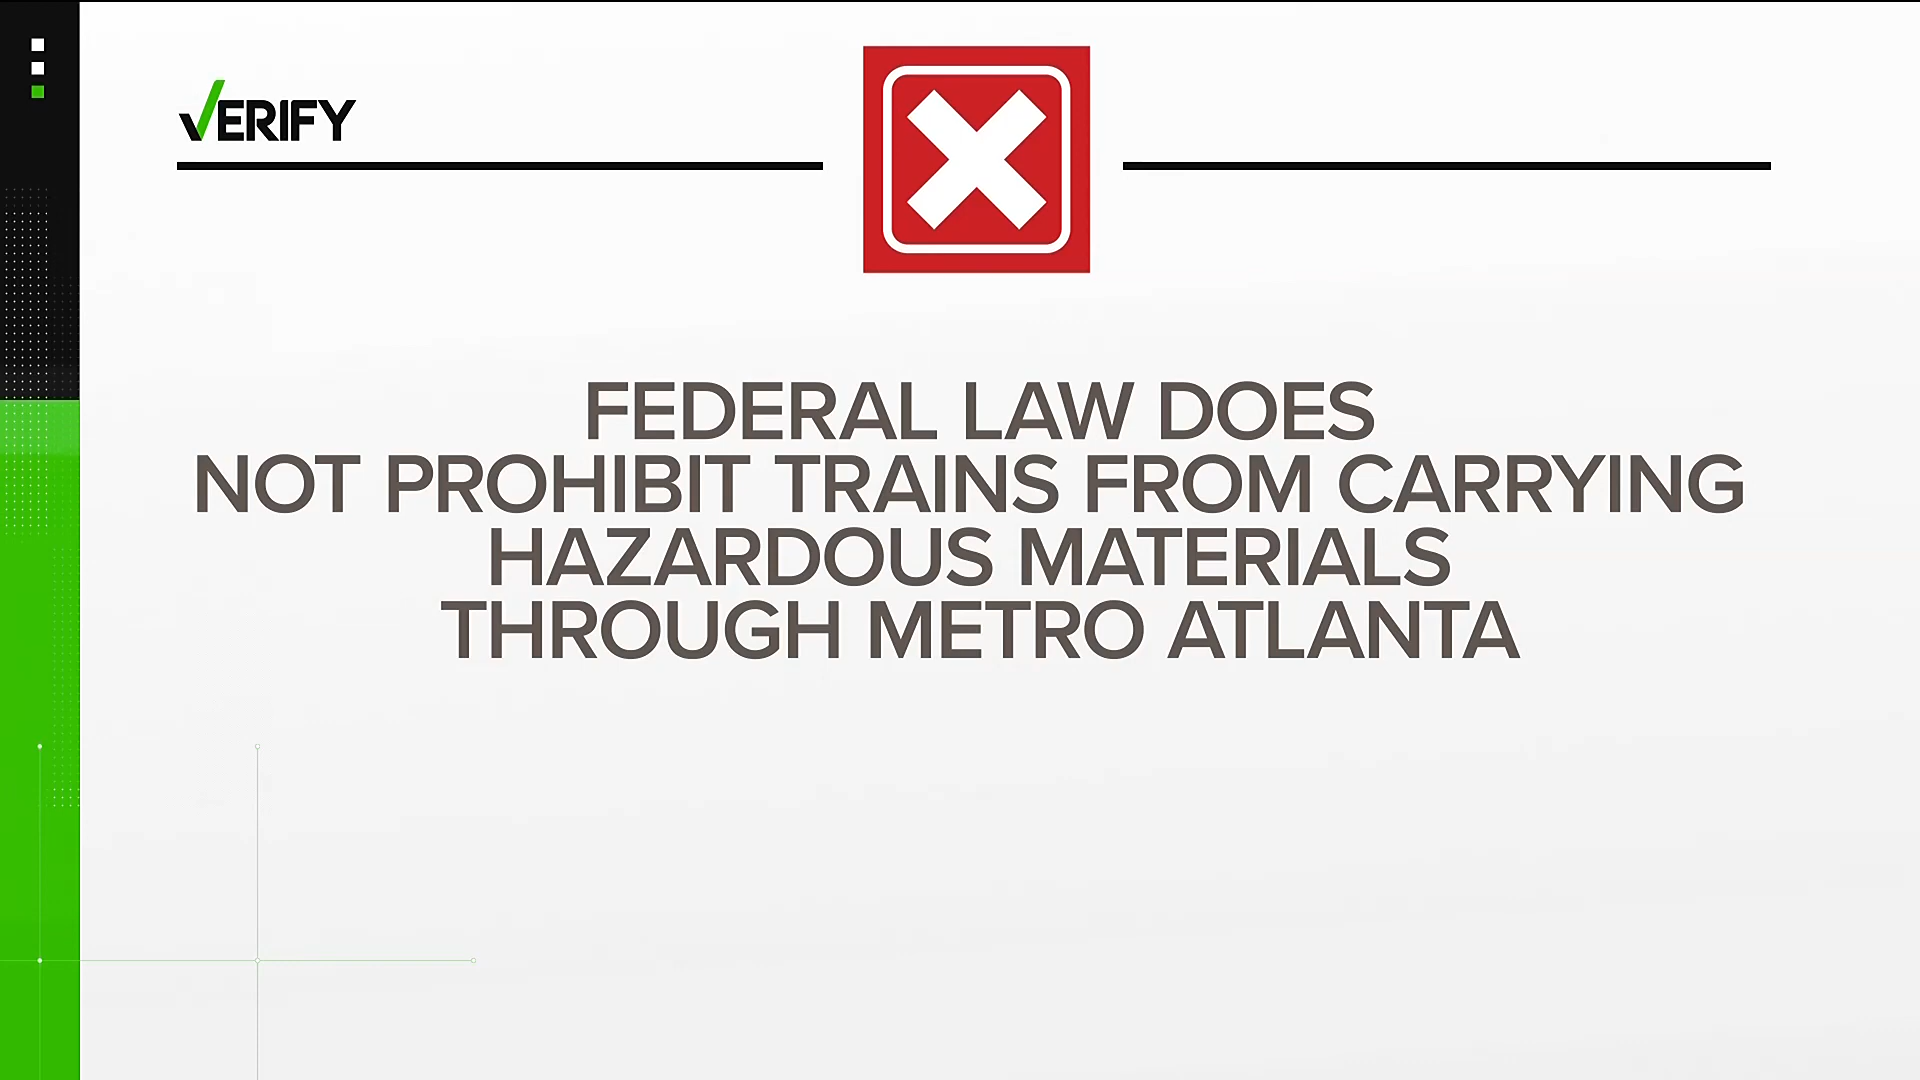 VERIFY
FEDERAL LAW DOES
NOT PROHIBIT TRAINS FROM CARRYING
HAZARDOUS MATERIALS
THROUGH METRO ATLANTA